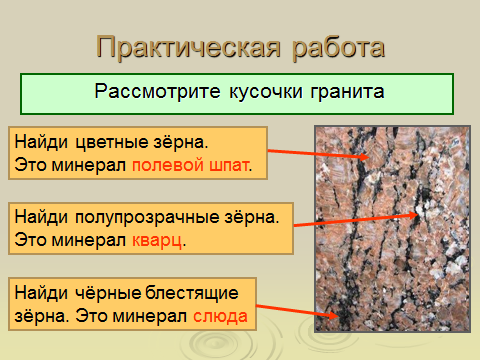 Практическая работа
Рассмотрите кусочки гранита
Найди цветные зёрна.
Это минерал полевой шпат.
Найди полупрозрачные зёрна.
Это минерал кварц.
Найди чёрные блестящие
зёрна. Это минерал слюда